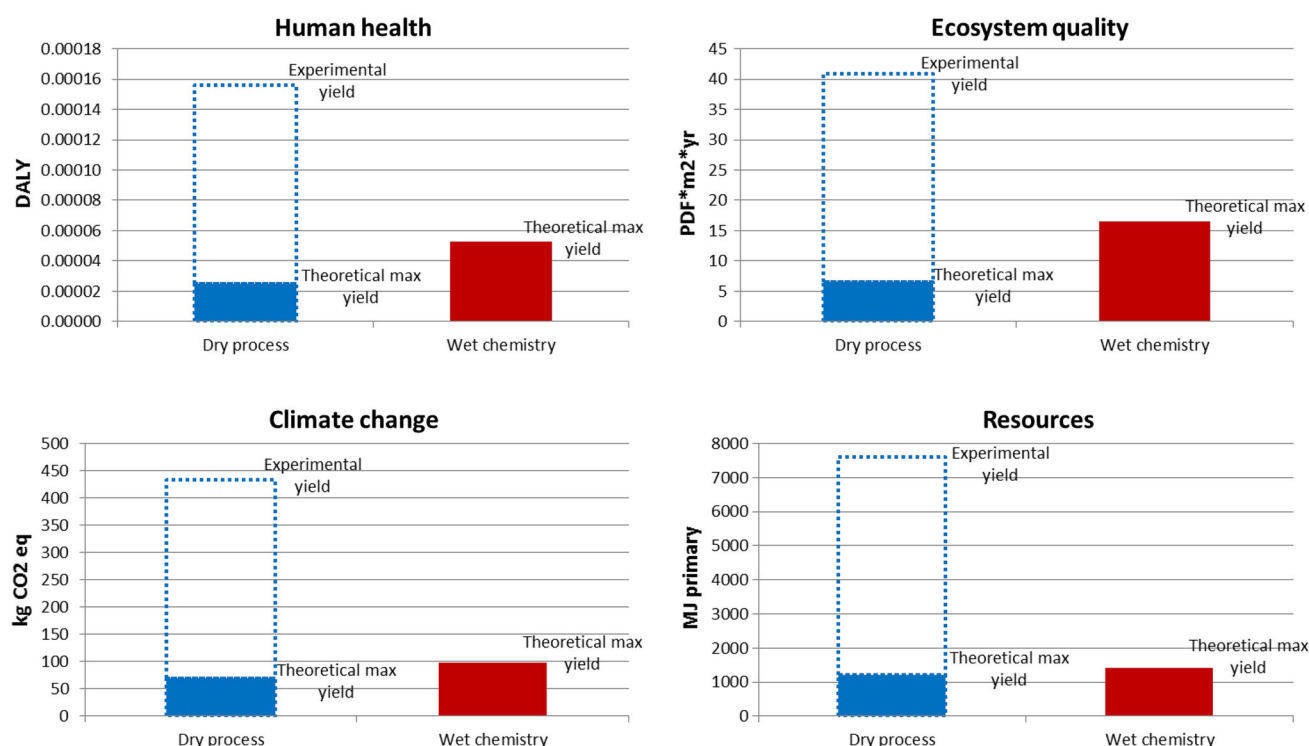 Human health
0.00018
0.00016
0.00014
0.00012
0.00010
0.00008
0.00006
0.00004
0.00002
0.00000
DALY
Experimental
yield
Theoretical max
yield
Theoretical max
yield
Dry process
Wet chemistry
Ecosystem quality
45
40
35
30
25
20
15
10
5
0
PDF*m2*yr
Experimental
yield
Theoretical max
yield
Theoretical max
yield
Dry process
Wet chemistry
Climate change
500
450
400
350
300
250
200
150
100
50
0
kg CO2 eq
Experimental
yield
Theoretical max
yield
Theoretical max
yield
Dry process
Wet chemistry
Resources
8000
7000
6000
5000
4000
3000
2000
1000
0
MJ primary
Experimental
yield
Theoretical max
yield
Theoretical max
yield
Dry process
Wet chemistry